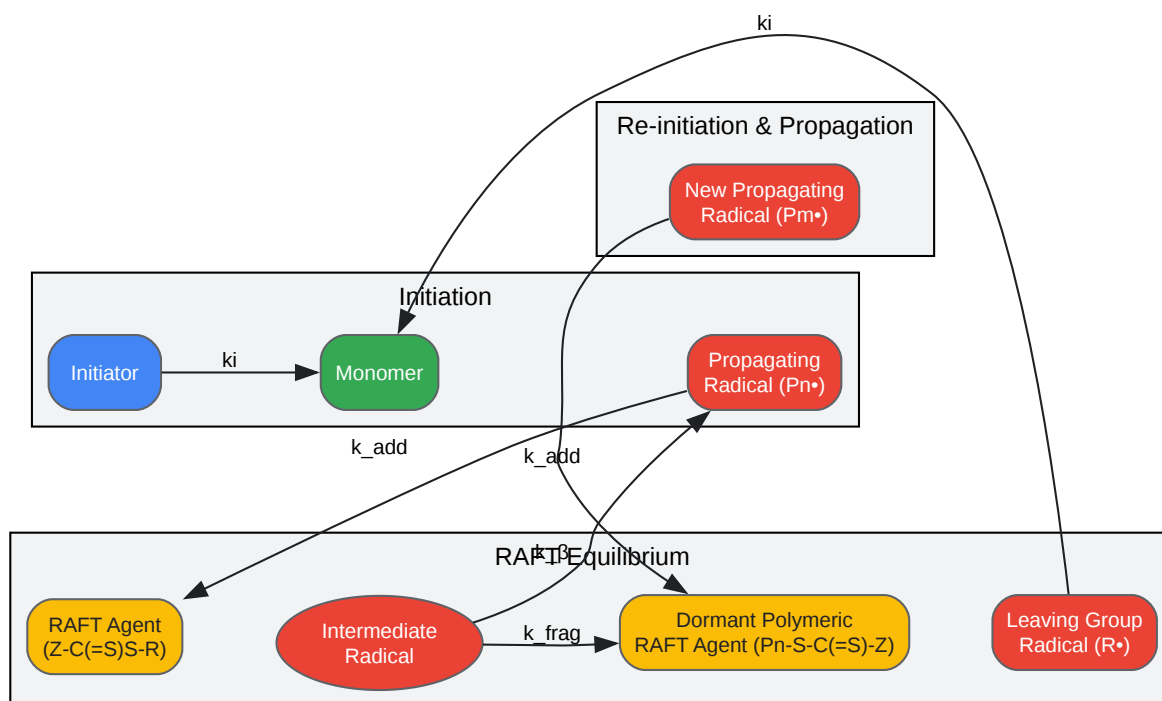 ki
Re-initiation & Propagation
New Propagating
Radical (Pm•)
Initiation
Initiator
ki
Monomer
Propagating
Radical (Pn•)
k_add
k_add
k_β
RAFT Equilibrium
RAFT Agent
(Z-C(=S)S-R)
Intermediate
Radical
k_frag
Dormant Polymeric
RAFT Agent (Pn-S-C(=S)-Z)
Leaving Group
Radical (R•)